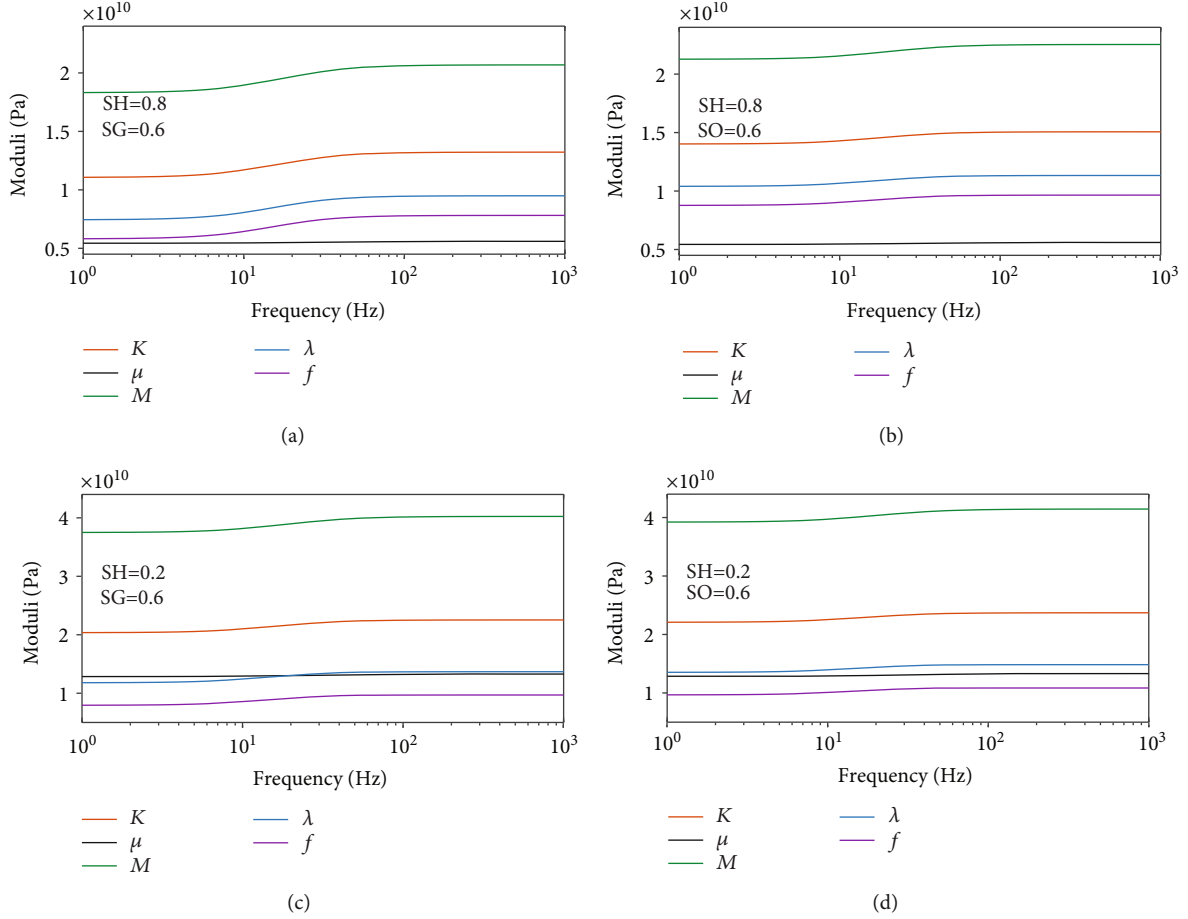 ×10¹⁰
2
1.5
1
0.5
Moduli (Pa)
SH=0.8
SG=0.6
10⁰ 10¹ 10² 10³
Frequency (Hz)
K λ
μ f
M
(a)
×10¹⁰
2
1.5
1
0.5
Moduli (Pa)
SH=0.8
SO=0.6
10⁰ 10¹ 10² 10³
Frequency (Hz)
K λ
μ f
M
(b)
×10¹⁰
4
3
2
1
Moduli (Pa)
SH=0.2
SG=0.6
10⁰ 10¹ 10² 10³
Frequency (Hz)
K λ
μ f
M
(c)
×10¹⁰
4
3
2
1
Moduli (Pa)
SH=0.2
SO=0.6
10⁰ 10¹ 10² 10³
Frequency (Hz)
K λ
μ f
M
(d)